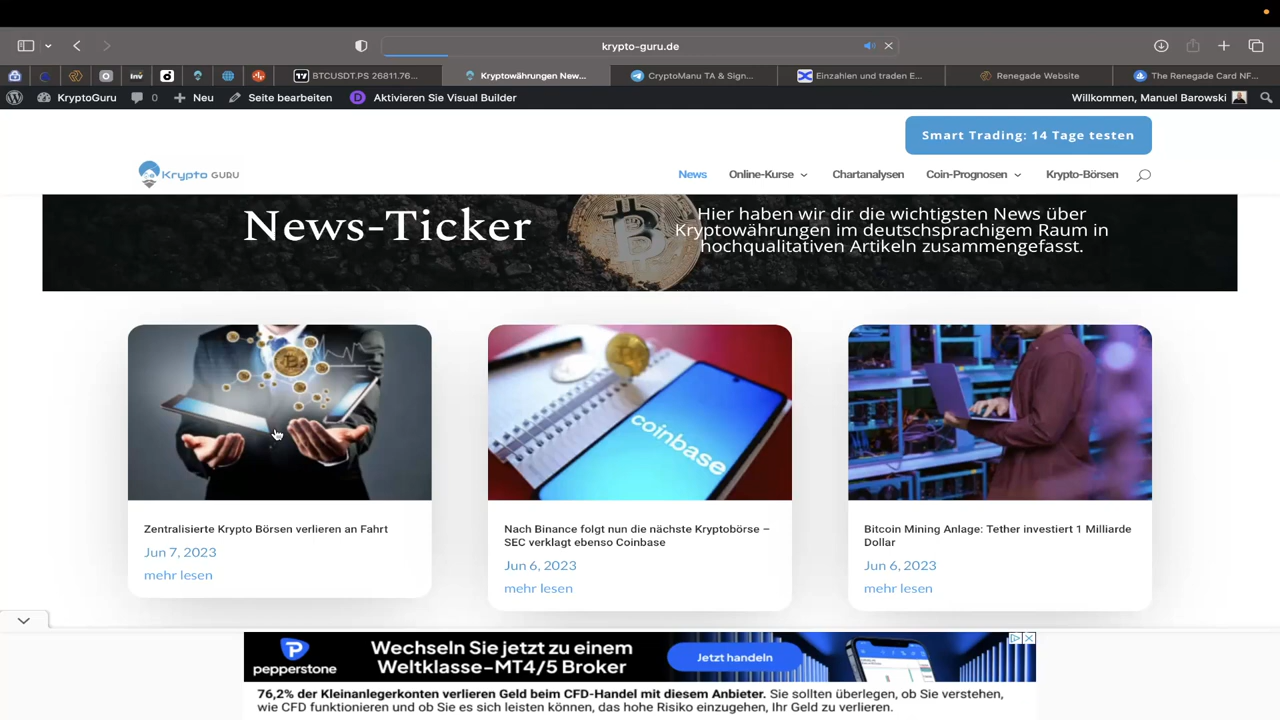 krypto-guru.de
BTCUSDT.PS 26811.76...
Kryptowährungen New...
CryptoManu TA & Sign...
Einzahlen und traden E...
Renegade Website
The Renegade Card NF...
inv
KryptoGuru
0
Neu
Seite bearbeiten
D
Aktivieren Sie Visual Builder
Willkommen, Manuel Barowski
Smart Trading: 14 Tage testen
Krypto GURU
News
Online-Kurse
Chartanalysen
Coin-Prognosen
Krypto-Börsen
News-Ticker
Hier haben wir dir die wichtigsten News über
Kryptowährungen im deutschsprachigem Raum in
hochqualitativen Artikeln zusammengefasst.
coinbase
Zentralisierte Krypto Börsen verlieren an Fahrt
Jun 7, 2023
mehr lesen
Nach Binance folgt nun die nächste Kryptobörse –
SEC verklagt ebenso Coinbase
Jun 6, 2023
mehr lesen
Bitcoin Mining Anlage: Tether investiert 1 Milliarde
Dollar
Jun 6, 2023
mehr lesen
pepperstone
Wechseln Sie jetzt zu einem
Weltklasse-MT4/5 Broker
Jetzt handeln
76,2% der Kleinanlegerkonten verlieren Geld beim CFD-Handel mit diesem Anbieter. Sie sollten überlegen, ob Sie verstehen,
wie CFD funktionieren und ob Sie es sich leisten können, das hohe Risiko einzugehen, Ihr Geld zu verlieren.